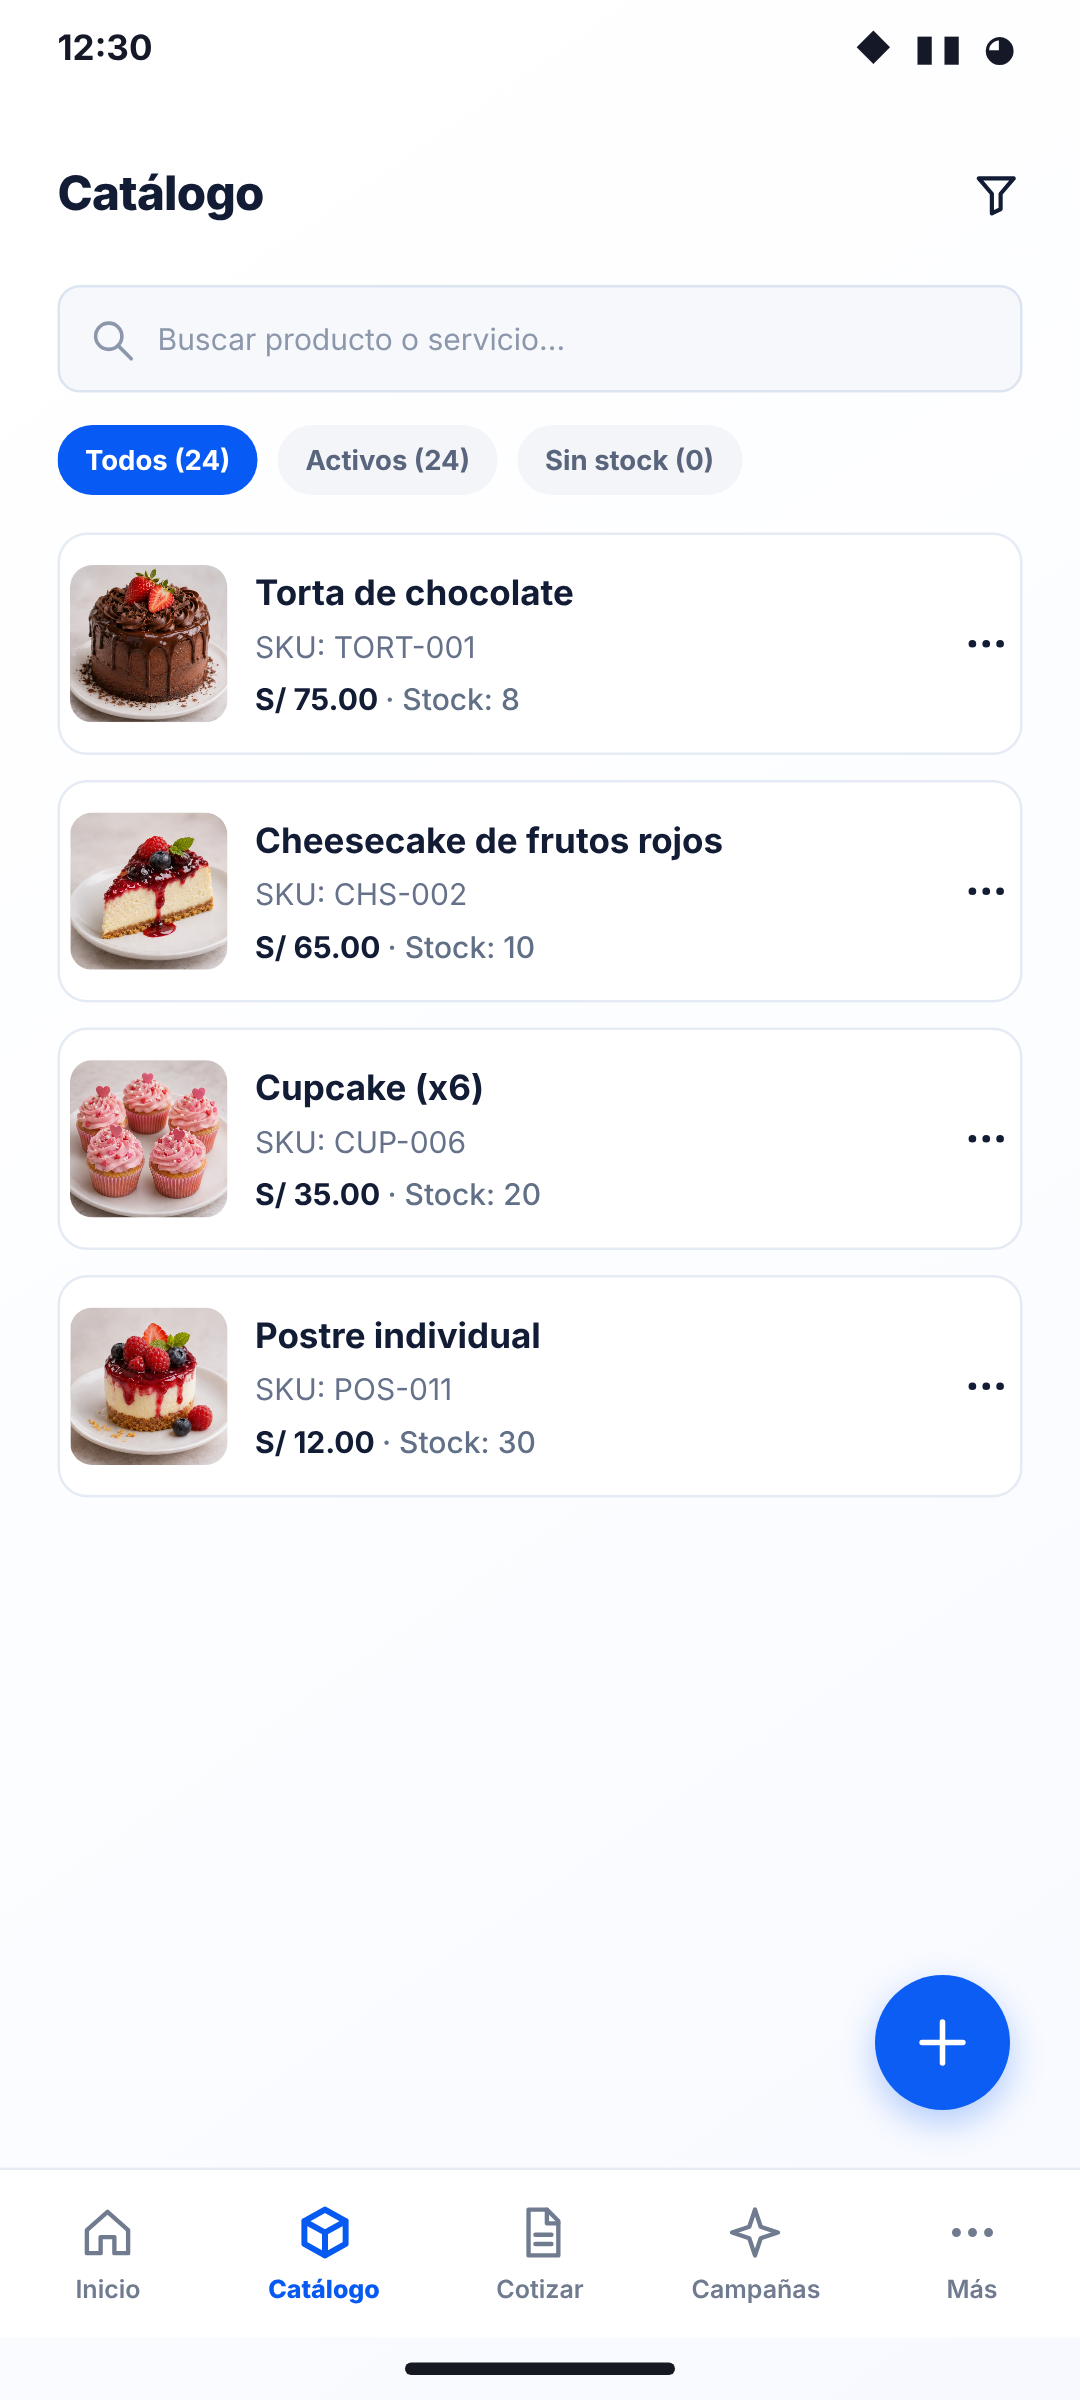 12:30
Catálogo
Buscar producto o servicio...
Todos (24)
Activos (24)
Sin stock (0)
Torta de chocolate
SKU: TORT-001
S/ 75.00 · Stock: 8
Cheesecake de frutos rojos
SKU: CHS-002
S/ 65.00 · Stock: 10
Cupcake (x6)
SKU: CUP-006
S/ 35.00 · Stock: 20
Postre individual
SKU: POS-011
S/ 12.00 · Stock: 30
Inicio
Catálogo
Cotizar
Campañas
Más